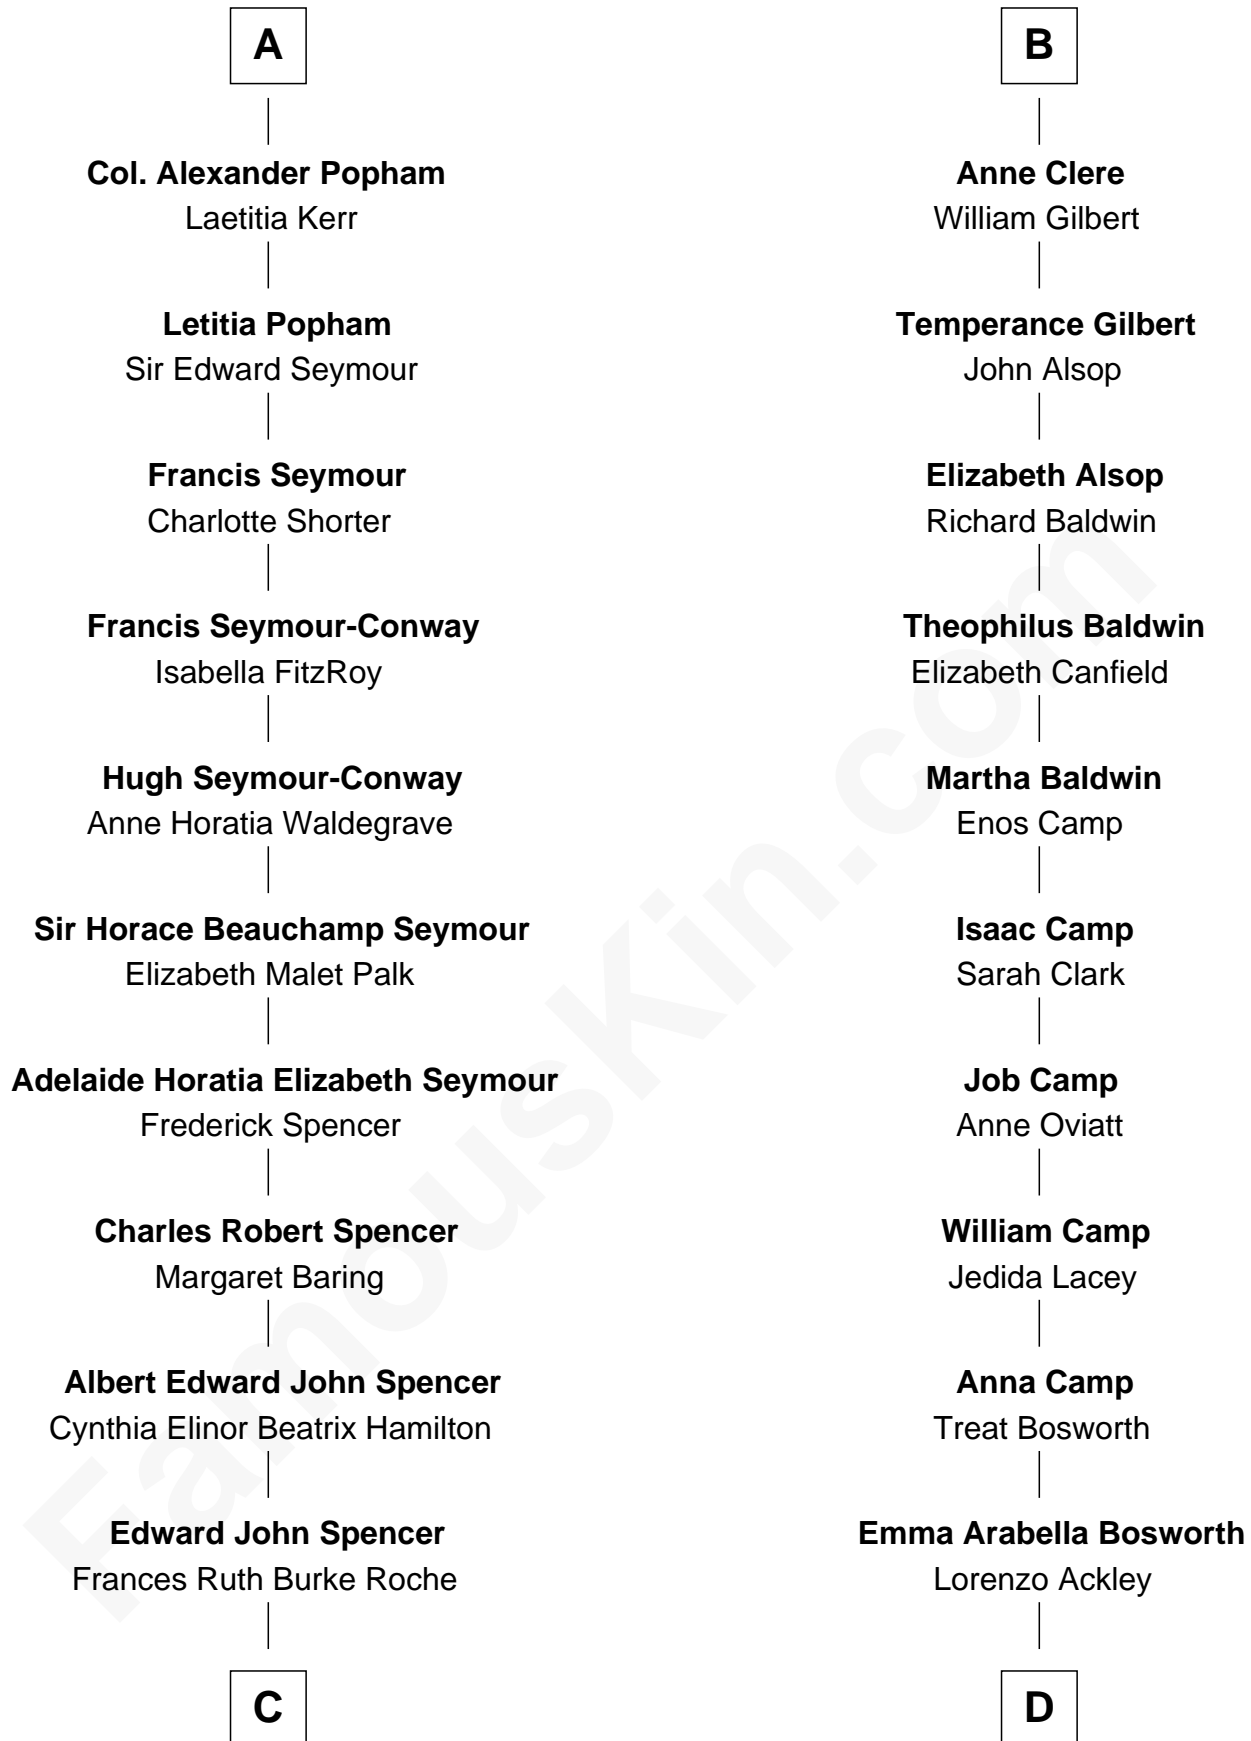 A
Col. Alexander Popham
Laetitia Kerr
Letitia Popham
Sir Edward Seymour
Francis Seymour
Charlotte Shorter
Francis Seymour-Conway
Isabella FitzRoy
Hugh Seymour-Conway
Anne Horatia Waldegrave
Sir Horace Beauchamp Seymour
Elizabeth Malet Palk
Adelaide Horatia Elizabeth Seymour
Frederick Spencer
Charles Robert Spencer
Margaret Baring
Albert Edward John Spencer
Cynthia Elinor Beatrix Hamilton
Edward John Spencer
Frances Ruth Burke Roche
C
B
Anne Clere
William Gilbert
Temperance Gilbert
John Alsop
Elizabeth Alsop
Richard Baldwin
Theophilus Baldwin
Elizabeth Canfield
Martha Baldwin
Enos Camp
Isaac Camp
Sarah Clark
Job Camp
Anne Oviatt
William Camp
Jedida Lacey
Anna Camp
Treat Bosworth
Emma Arabella Bosworth
Lorenzo Ackley
D
FamousKin.com